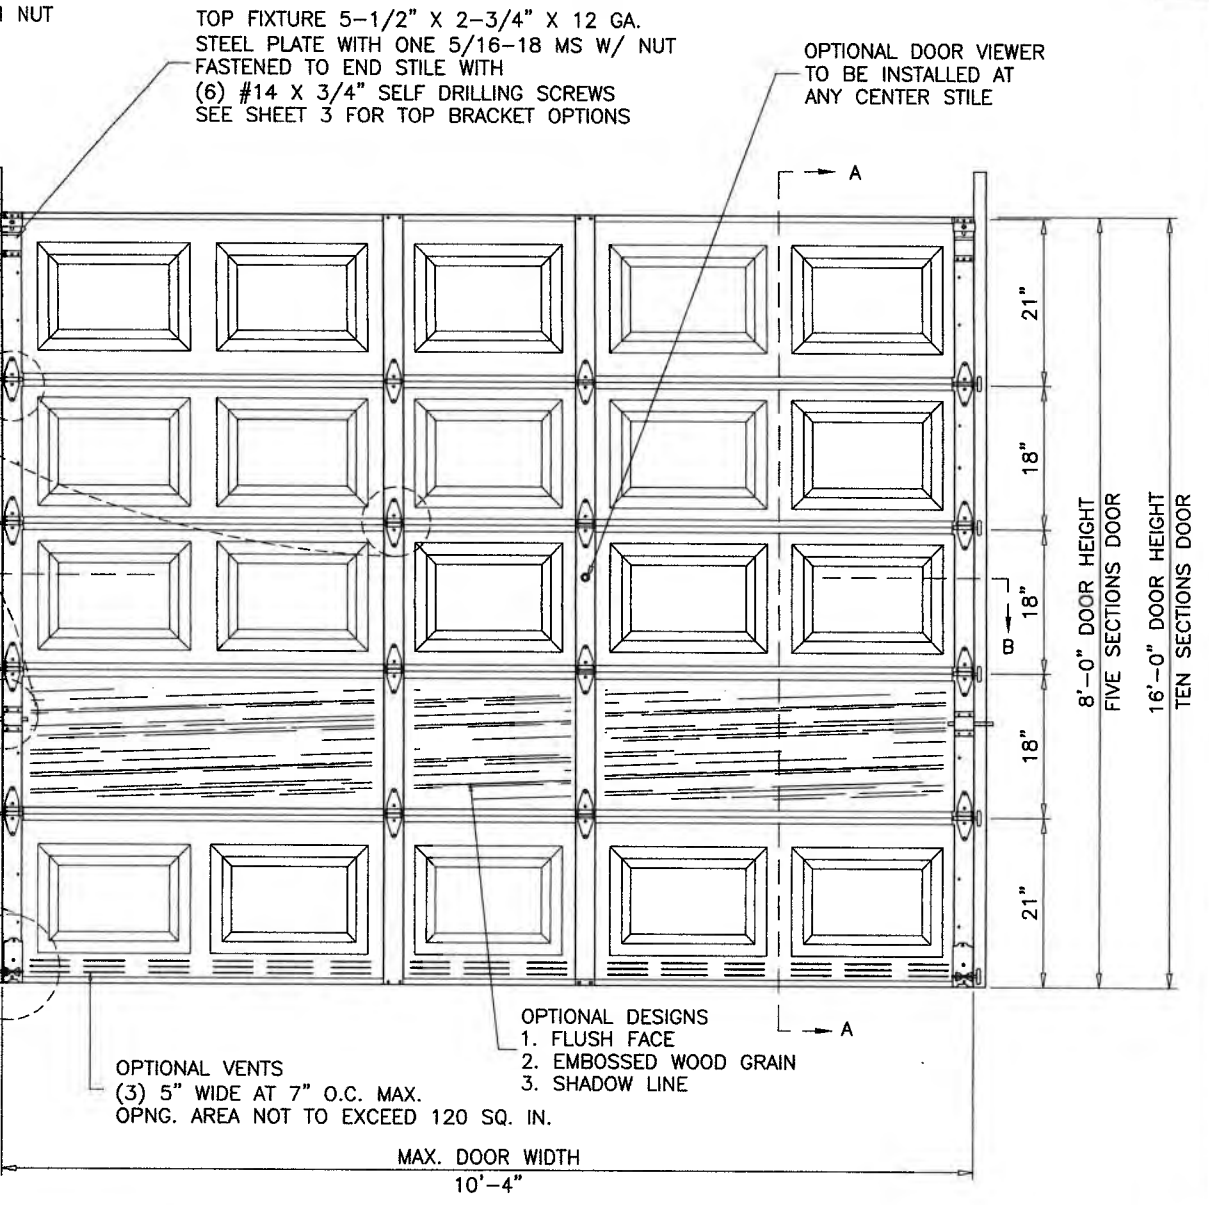 NUT
TOP FIXTURE 5-1/2" X 2-3/4" X 12 GA.
STEEL PLATE WITH ONE 5/16-18 MS W/ NUT
FASTENED TO END STILE WITH
(6) #14 X 3/4" SELF DRILLING SCREWS
SEE SHEET 3 FOR TOP BRACKET OPTIONS
OPTIONAL DOOR VIEWER
TO BE INSTALLED AT
ANY CENTER STILE
A
21"
18"
18"
B
18"
21"
8'-0" DOOR HEIGHT
FIVE SECTIONS DOOR
16'-0" DOOR HEIGHT
TEN SECTIONS DOOR
A
OPTIONAL DESIGNS
1. FLUSH FACE
2. EMBOSSED WOOD GRAIN
3. SHADOW LINE
OPTIONAL VENTS
(3) 5" WIDE AT 7" O.C. MAX.
OPNG. AREA NOT TO EXCEED 120 SQ. IN.
MAX. DOOR WIDTH
10'-4"